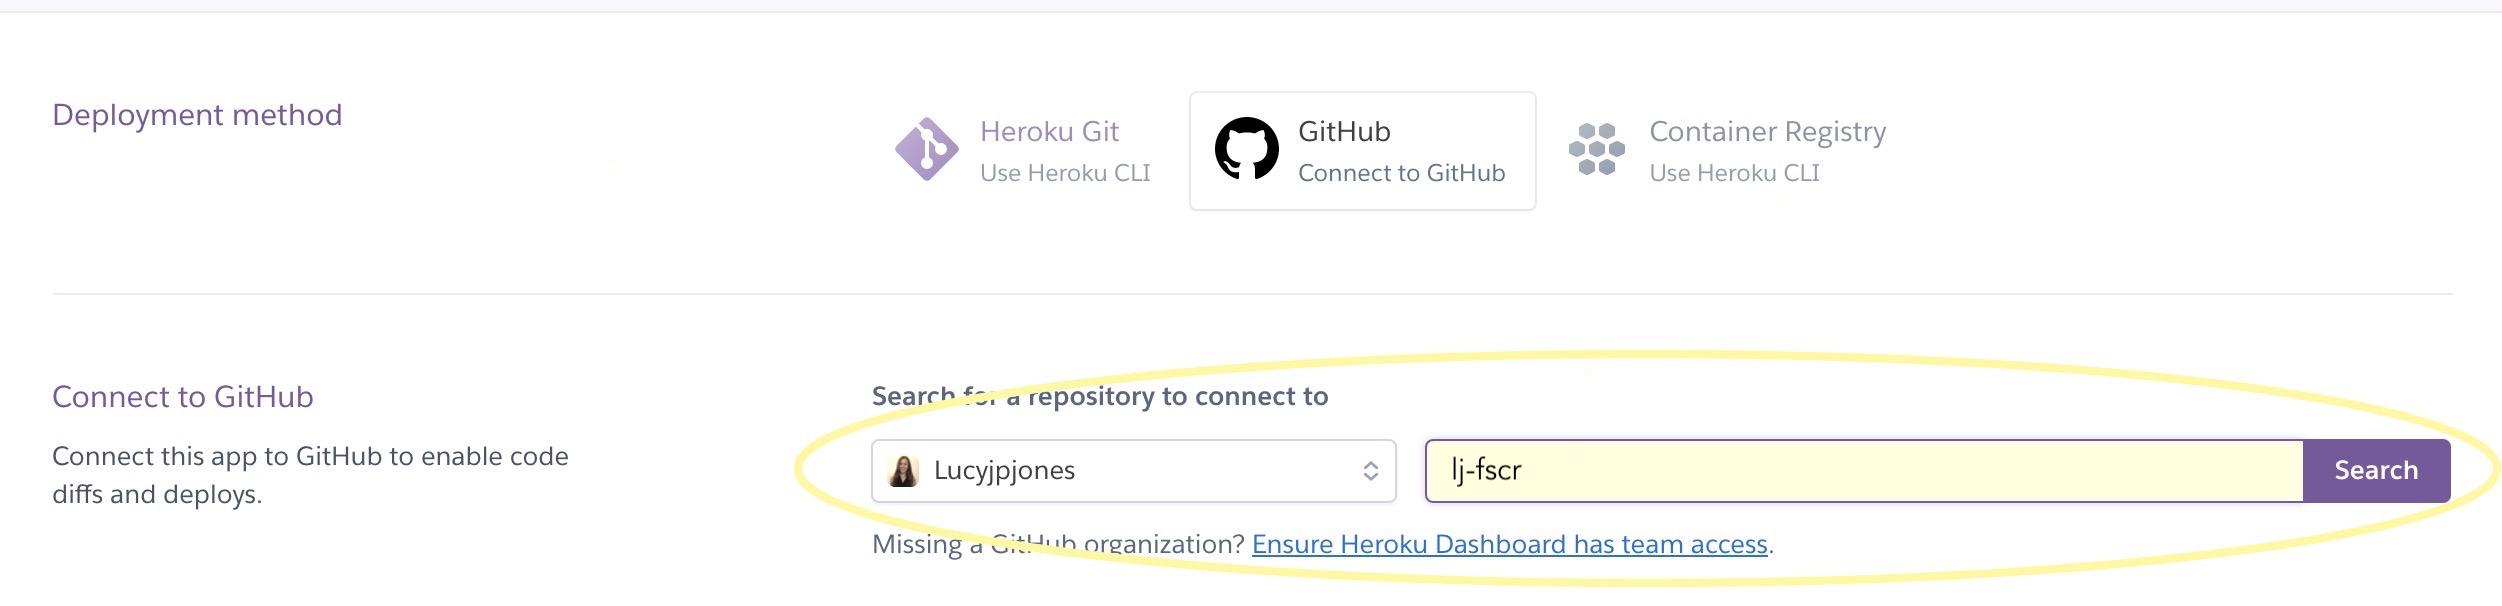 Deployment method
Heroku Git
Use Heroku CLI
GitHub
Connect to GitHub
Container Registry
Use Heroku CLI
Connect to GitHub
Connect this app to GitHub to enable code
diffs and deploys.
Search for a repository to connect to
Lucyjpjones
lj-fscr
Search
Missing a GitHub organization? Ensure Heroku Dashboard has team access.